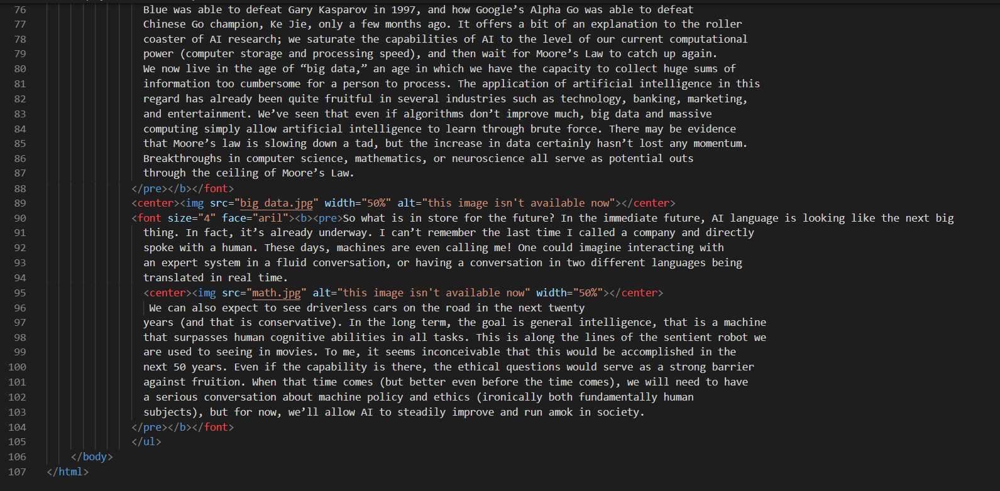 76 Blue was able to defeat Gary Kasparov in 1997, and how Google’s Alpha Go was able to defeat
77 Chinese Go champion, Ke Jie, only a few months ago. It offers a bit of an explanation to the roller
78 coaster of AI research; we saturate the capabilities of AI to the level of our current computational
79 power (computer storage and processing speed), and then wait for Moore’s Law to catch up again.
80 We now live in the age of “big data,” an age in which we have the capacity to collect huge sums of
81 information too cumbersome for a person to process. The application of artificial intelligence in this
82 regard has already been quite fruitful in several industries such as technology, banking, marketing,
83 and entertainment. We’ve seen that even if algorithms don’t improve much, big data and massive
84 computing simply allow artificial intelligence to learn through brute force. There may be evidence
85 that Moore’s law is slowing down a tad, but the increase in data certainly hasn’t lost any momentum.
86 Breakthroughs in computer science, mathematics, or neuroscience all serve as potential outs
87 through the ceiling of Moore’s Law.
88 </pre></b></font>
89 <center><img src="big data.jpg" width="50%" alt="this image isn't available now"></center>
90 <font size="4" face="aril"><b><pre>So what is in store for the future? In the immediate future, AI language is looking like the next big
91 thing. In fact, it’s already underway. I can’t remember the last time I called a company and directly
92 spoke with a human. These days, machines are even calling me! One could imagine interacting with
93 an expert system in a fluid conversation, or having a conversation in two different languages being
94 translated in real time.
95 <center><img src="math.jpg" alt="this image isn't available now" width="50%"></center>
96 We can also expect to see driverless cars on the road in the next twenty
97 years (and that is conservative). In the long term, the goal is general intelligence, that is a machine
98 that surpasses human cognitive abilities in all tasks. This is along the lines of the sentient robot we
99 are used to seeing in movies. To me, it seems inconceivable that this would be accomplished in the
100 next 50 years. Even if the capability is there, the ethical questions would serve as a strong barrier
101 against fruition. When that time comes (but better even before the time comes), we will need to have
102 a serious conversation about machine policy and ethics (ironically both fundamentally human
103 subjects), but for now, we’ll allow AI to steadily improve and run amok in society.
104 </pre></b></font>
105 </ul>
106 </body>
107 </html>